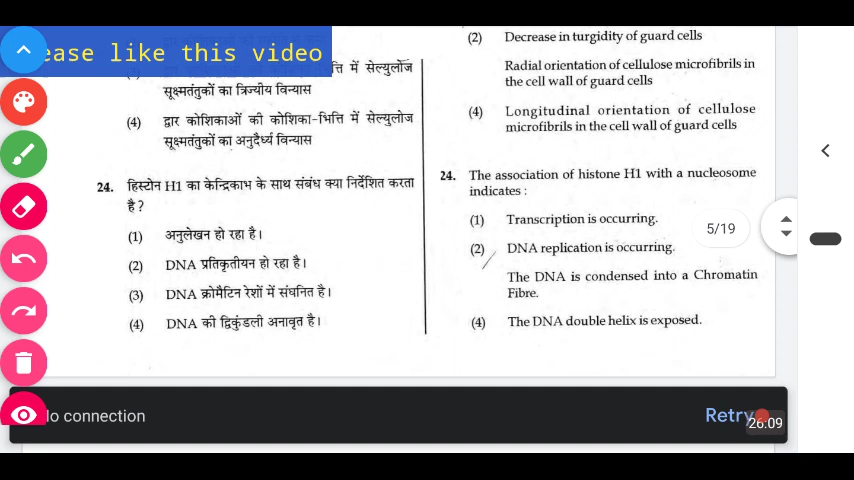 ease like this video
त्ति में सेल्युलोज
सूक्ष्मतंतुकों का त्रिज्यीय विन्यास
(4) द्वार कोशिकाओं की कोशिका-भित्ति में सेल्युलोज
सूक्ष्मतंतुकों का अनुदैर्ध्य विन्यास
24. हिस्टोन H1 का केन्द्रिकाभ के साथ संबंध क्या निर्देशित करता
है ?
(1) अनुलेखन हो रहा है।
(2) DNA प्रतिकृतीयन हो रहा है।
(3) DNA क्रोमैटिन रेशों में संघनित है।
(4) DNA की द्विकुंडली अनावृत है।
(2) Decrease in turgidity of guard cells
Radial orientation of cellulose microfibrils in
the cell wall of guard cells
(4) Longitudinal orientation of cellulose
microfibrils in the cell wall of guard cells
24. The association of histone H1 with a nucleosome
indicates :
(1) Transcription is occurring.
(2) DNA replication is occurring.
The DNA is condensed into a Chromatin
Fibre.
(4) The DNA double helix is exposed.
5/19
lo connection
Retry
26:09